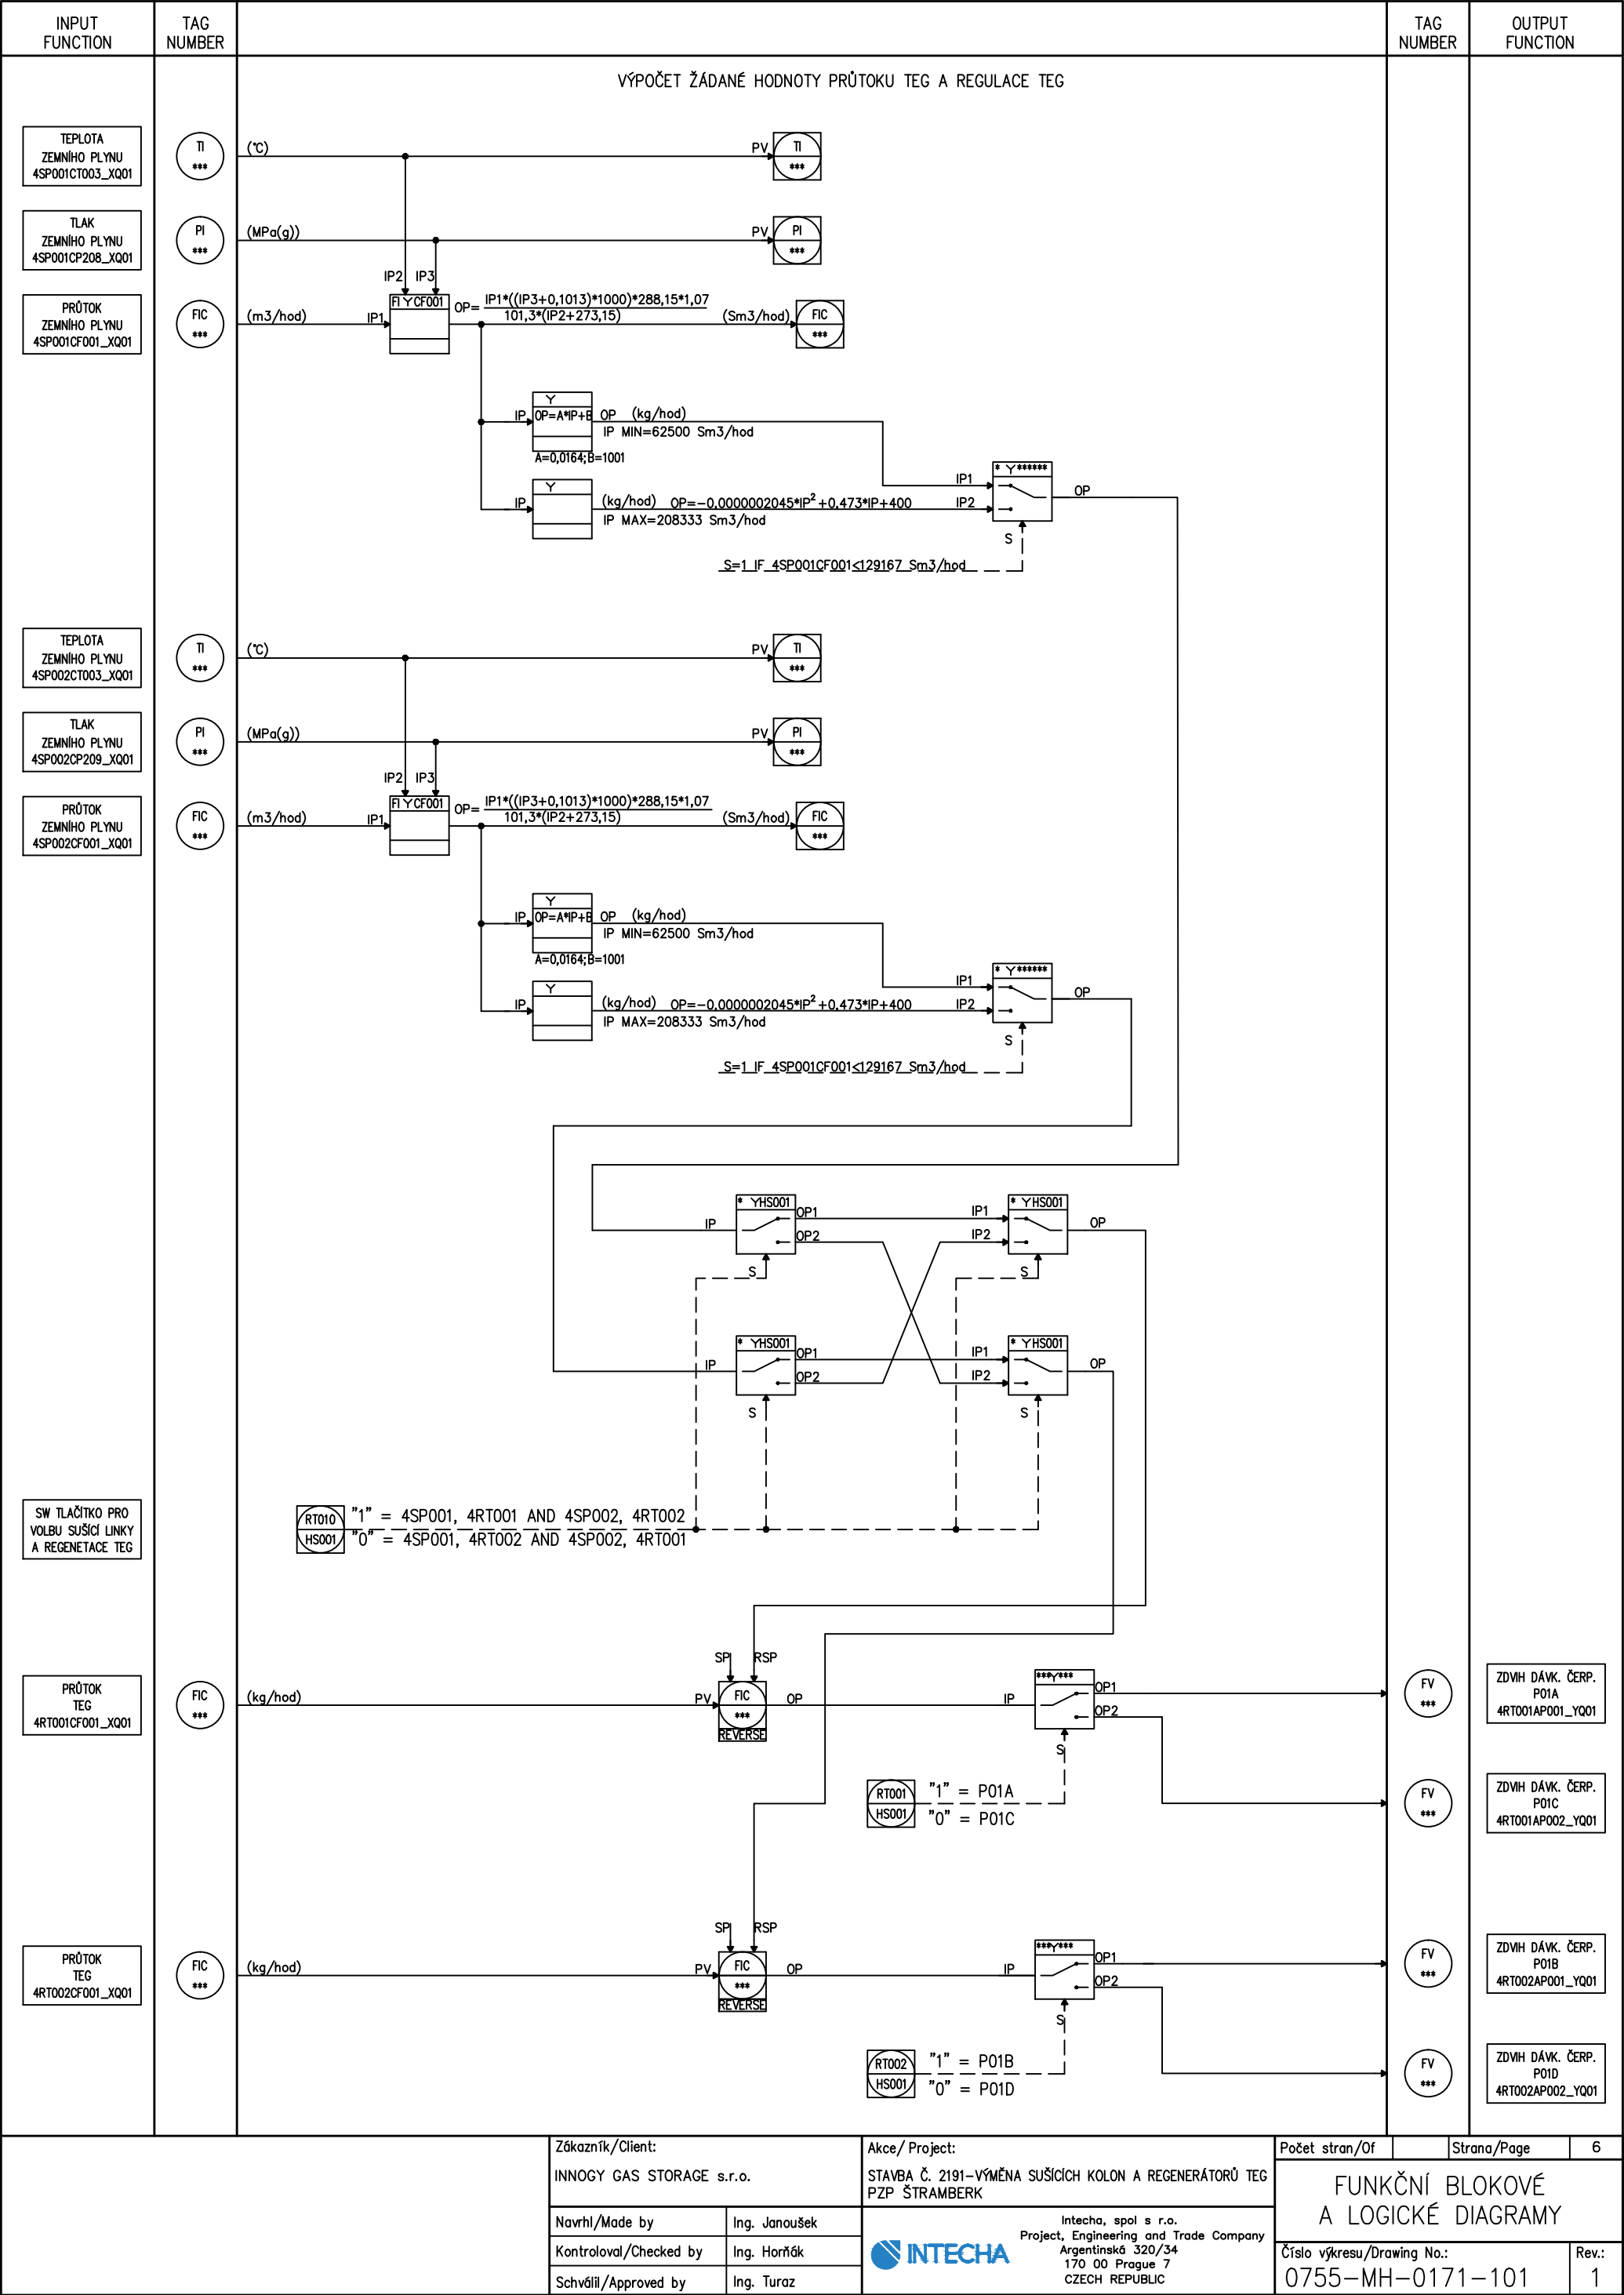 INPUT
FUNCTION
TAG
NUMBER
TAG
NUMBER
OUTPUT
FUNCTION
VÝPOČET ŽÁDANÉ HODNOTY PRŮTOKU TEG A REGULACE TEG
TEPLOTA
ZEMNÍHO PLYNU
4SP001CT003_XQ01
TI
***
(°C)
PV
TI
***
TLAK
ZEMNÍHO PLYNU
4SP001CP208_XQ01
PI
***
(MPa(g))
PV
PI
***
IP2 IP3
PRŮTOK
ZEMNÍHO PLYNU
4SP001CF001_XQ01
FIC
***
(m3/hod)
IP1
FI Y CF001
OP= IP1*((IP3+0,1013)*1000)*288,15*1,07
101,3*(IP2+273,15)
(Sm3/hod)
FIC
***
Y
IP OP=A*IP+B OP (kg/hod)
IP MIN=62500 Sm3/hod
A=0,0164;B=1001
Y
IP (kg/hod) OP=-0,0000002045*IP²+0,473*IP+400
IP MAX=208333 Sm3/hod
* Y******
IP1
IP2
OP
S
S=1 IF 4SP001CF001<129167 Sm3/hod
TEPLOTA
ZEMNÍHO PLYNU
4SP002CT003_XQ01
TI
***
(°C)
PV
TI
***
TLAK
ZEMNÍHO PLYNU
4SP002CP209_XQ01
PI
***
(MPa(g))
PV
PI
***
IP2 IP3
PRŮTOK
ZEMNÍHO PLYNU
4SP002CF001_XQ01
FIC
***
(m3/hod)
IP1
FI Y CF001
OP= IP1*((IP3+0,1013)*1000)*288,15*1,07
101,3*(IP2+273,15)
(Sm3/hod)
FIC
***
Y
IP OP=A*IP+B OP (kg/hod)
IP MIN=62500 Sm3/hod
A=0,0164;B=1001
Y
IP (kg/hod) OP=-0,0000002045*IP²+0,473*IP+400
IP MAX=208333 Sm3/hod
* Y******
IP1
IP2
OP
S
S=1 IF 4SP001CF001<129167 Sm3/hod
* YHS001
IP
OP1
OP2
S
* YHS001
IP1
IP2
OP
S
* YHS001
IP
OP1
OP2
S
* YHS001
IP1
IP2
OP
S
SW TLAČÍTKO PRO
VOLBU SUŠÍCÍ LINKY
A REGENETACE TEG
RT010
HS001
"1" = 4SP001, 4RT001 AND 4SP002, 4RT002
"0" = 4SP001, 4RT002 AND 4SP002, 4RT001
PRŮTOK
TEG
4RT001CF001_XQ01
FIC
***
(kg/hod)
SP RSP
PV
FIC
***
REVERSE
OP
IP
***Y***
OP1
OP2
S
FV
***
ZDVIH DÁVK. ČERP.
P01A
4RT001AP001_YQ01
RT001
HS001
"1" = P01A
"0" = P01C
FV
***
ZDVIH DÁVK. ČERP.
P01C
4RT001AP002_YQ01
PRŮTOK
TEG
4RT002CF001_XQ01
FIC
***
(kg/hod)
SP RSP
PV
FIC
***
REVERSE
OP
IP
***Y***
OP1
OP2
S
FV
***
ZDVIH DÁVK. ČERP.
P01B
4RT002AP001_YQ01
RT002
HS001
"1" = P01B
"0" = P01D
FV
***
ZDVIH DÁVK. ČERP.
P01D
4RT002AP002_YQ01
Zákazník/Client:
INNOGY GAS STORAGE s.r.o.
Akce/ Project:
STAVBA Č. 2191-VÝMĚNA SUŠÍCÍCH KOLON A REGENERÁTORŮ TEG
PZP ŠTRAMBERK
Počet stran/Of
Strana/Page 6
FUNKČNÍ BLOKOVÉ
A LOGICKÉ DIAGRAMY
Navrhl/Made by Ing. Janoušek
Kontroloval/Checked by Ing. Horňák
Schválil/Approved by Ing. Turaz
INTECHA
Intecha, spol s r.o.
Project, Engineering and Trade Company
Argentinská 320/34
170 00 Prague 7
CZECH REPUBLIC
Číslo výkresu/Drawing No.:
0755-MH-0171-101
Rev.:
1